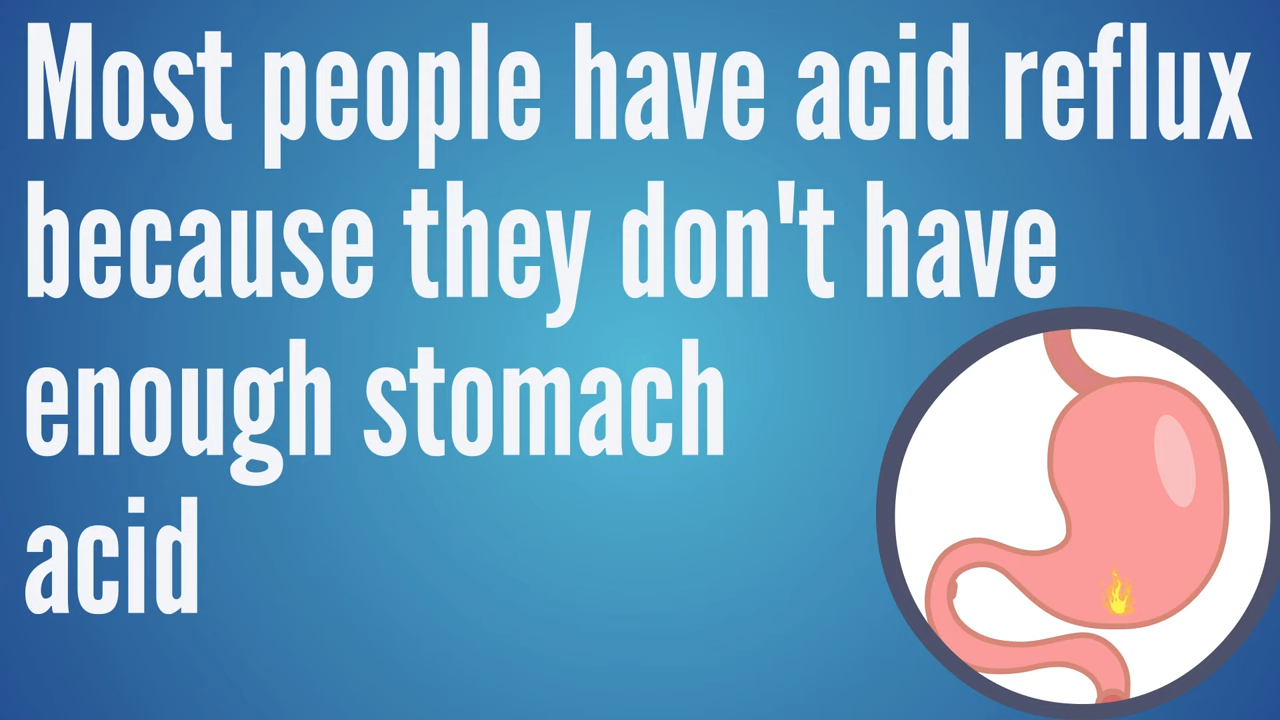 Most people have acid reflux
because they don't have
enough stomach
acid